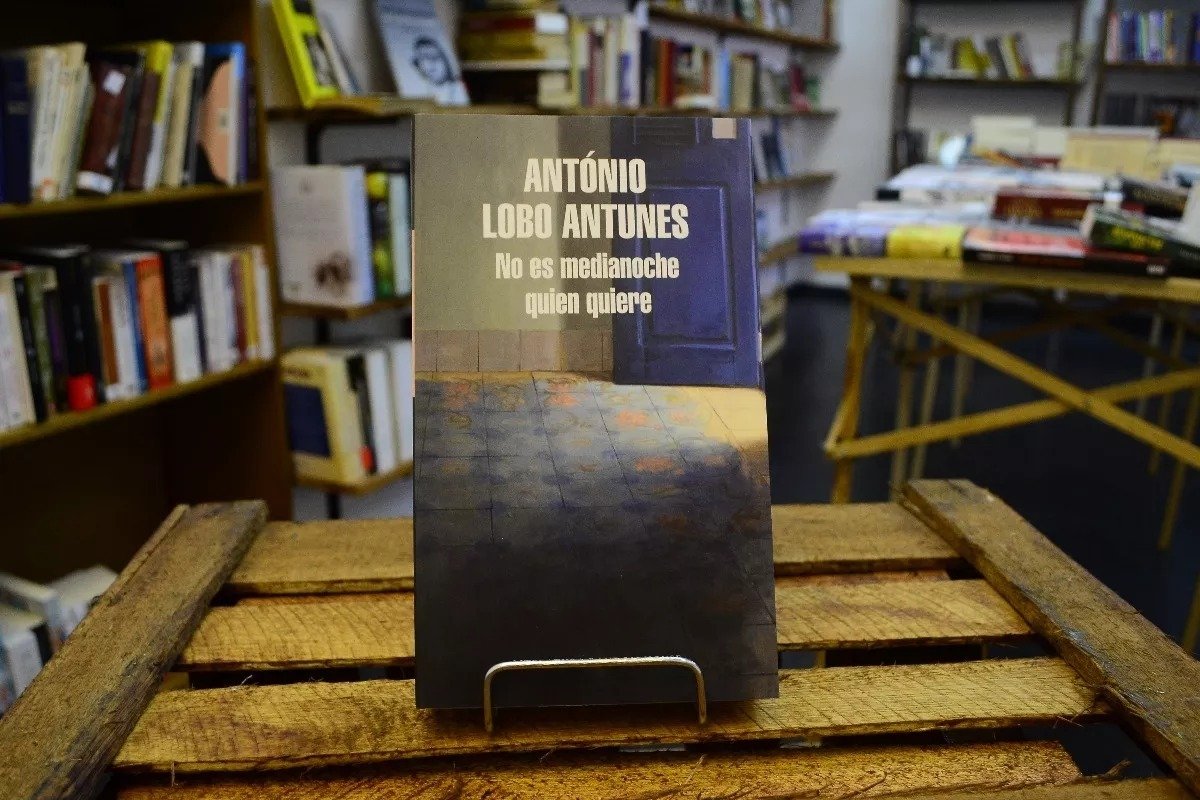 ANTÓNIO
LOBO ANTUNES
No es medianoche
quien quiere